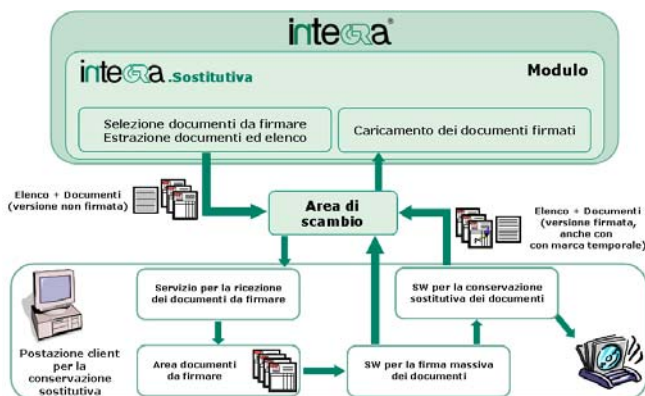 inteGRa®
inteGRa.Sostitutiva
Modulo
Selezione documenti da firmare
Estrazione documenti ed elenco
Caricamento dei documenti firmati
Elenco + Documenti
(versione non firmata)
Area di
scambio
Elenco + Documenti
(versione firmata,
anche con
con marca temporale)
Servizio per la ricezione
dei documenti da firmare
SW per la conservazione
sostitutiva dei documenti
Postazione client
per la
conservazione
sostitutiva
Area documenti
da firmare
SW per la firma massiva
dei documenti